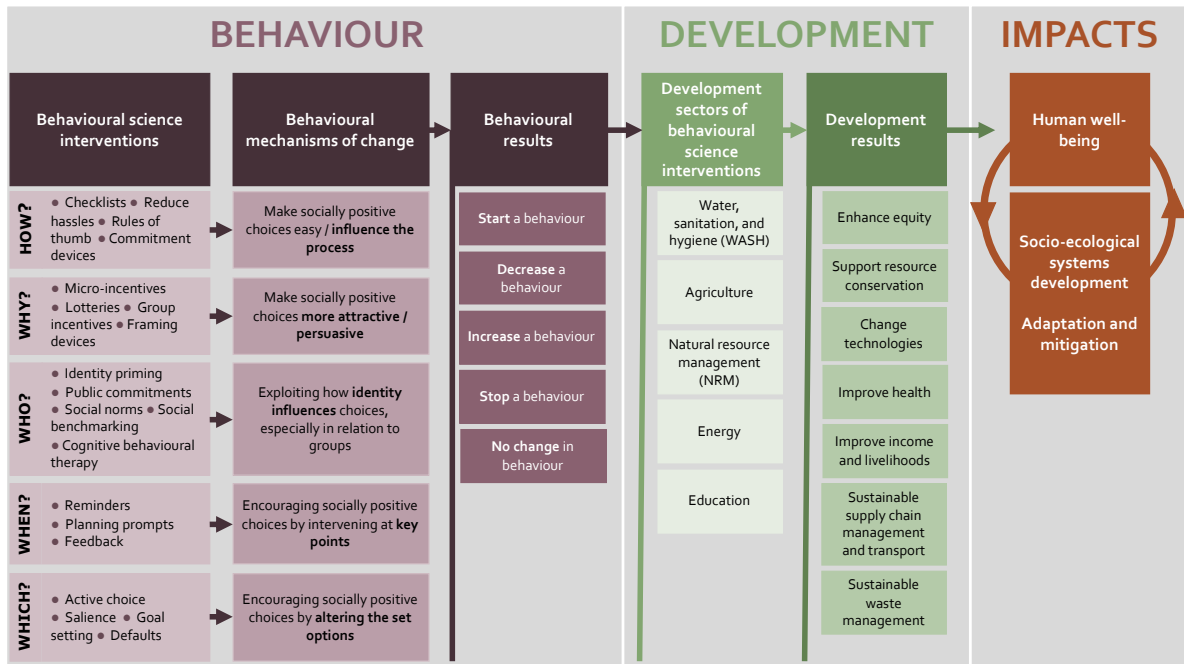 BEHAVIOUR
DEVELOPMENT
IMPACTS
Behavioural science
interventions
Behavioural
mechanisms of change
Behavioural
results
Development
sectors of
behavioural
science
interventions
Development
results
Human well-
being
HOW?
● Checklists ● Reduce
hassles ● Rules of
thumb ● Commitment
devices
Make socially positive
choices easy / influence the
process
WHY?
● Micro-incentives
● Lotteries ● Group
incentives ● Framing
devices
Make socially positive
choices more attractive /
persuasive
WHO?
● Identity priming
● Public commitments
● Social norms ● Social
benchmarking
● Cognitive behavioural
therapy
Exploiting how identity
influences choices,
especially in relation to
groups
WHEN?
● Reminders
● Planning prompts
● Feedback
Encouraging socially positive
choices by intervening at key
points
WHICH?
● Active choice
● Salience ● Goal
setting ● Defaults
Encouraging socially positive
choices by altering the set
options
Start a behaviour
Decrease a
behaviour
Increase a behaviour
Stop a behaviour
No change in
behaviour
Water,
sanitation, and
hygiene (WASH)
Agriculture
Natural resource
management
(NRM)
Energy
Education
Enhance equity
Support resource
conservation
Change
technologies
Improve health
Improve income
and livelihoods
Sustainable
supply chain
management
and transport
Sustainable
waste
management
Socio-ecological
systems
development
Adaptation and
mitigation